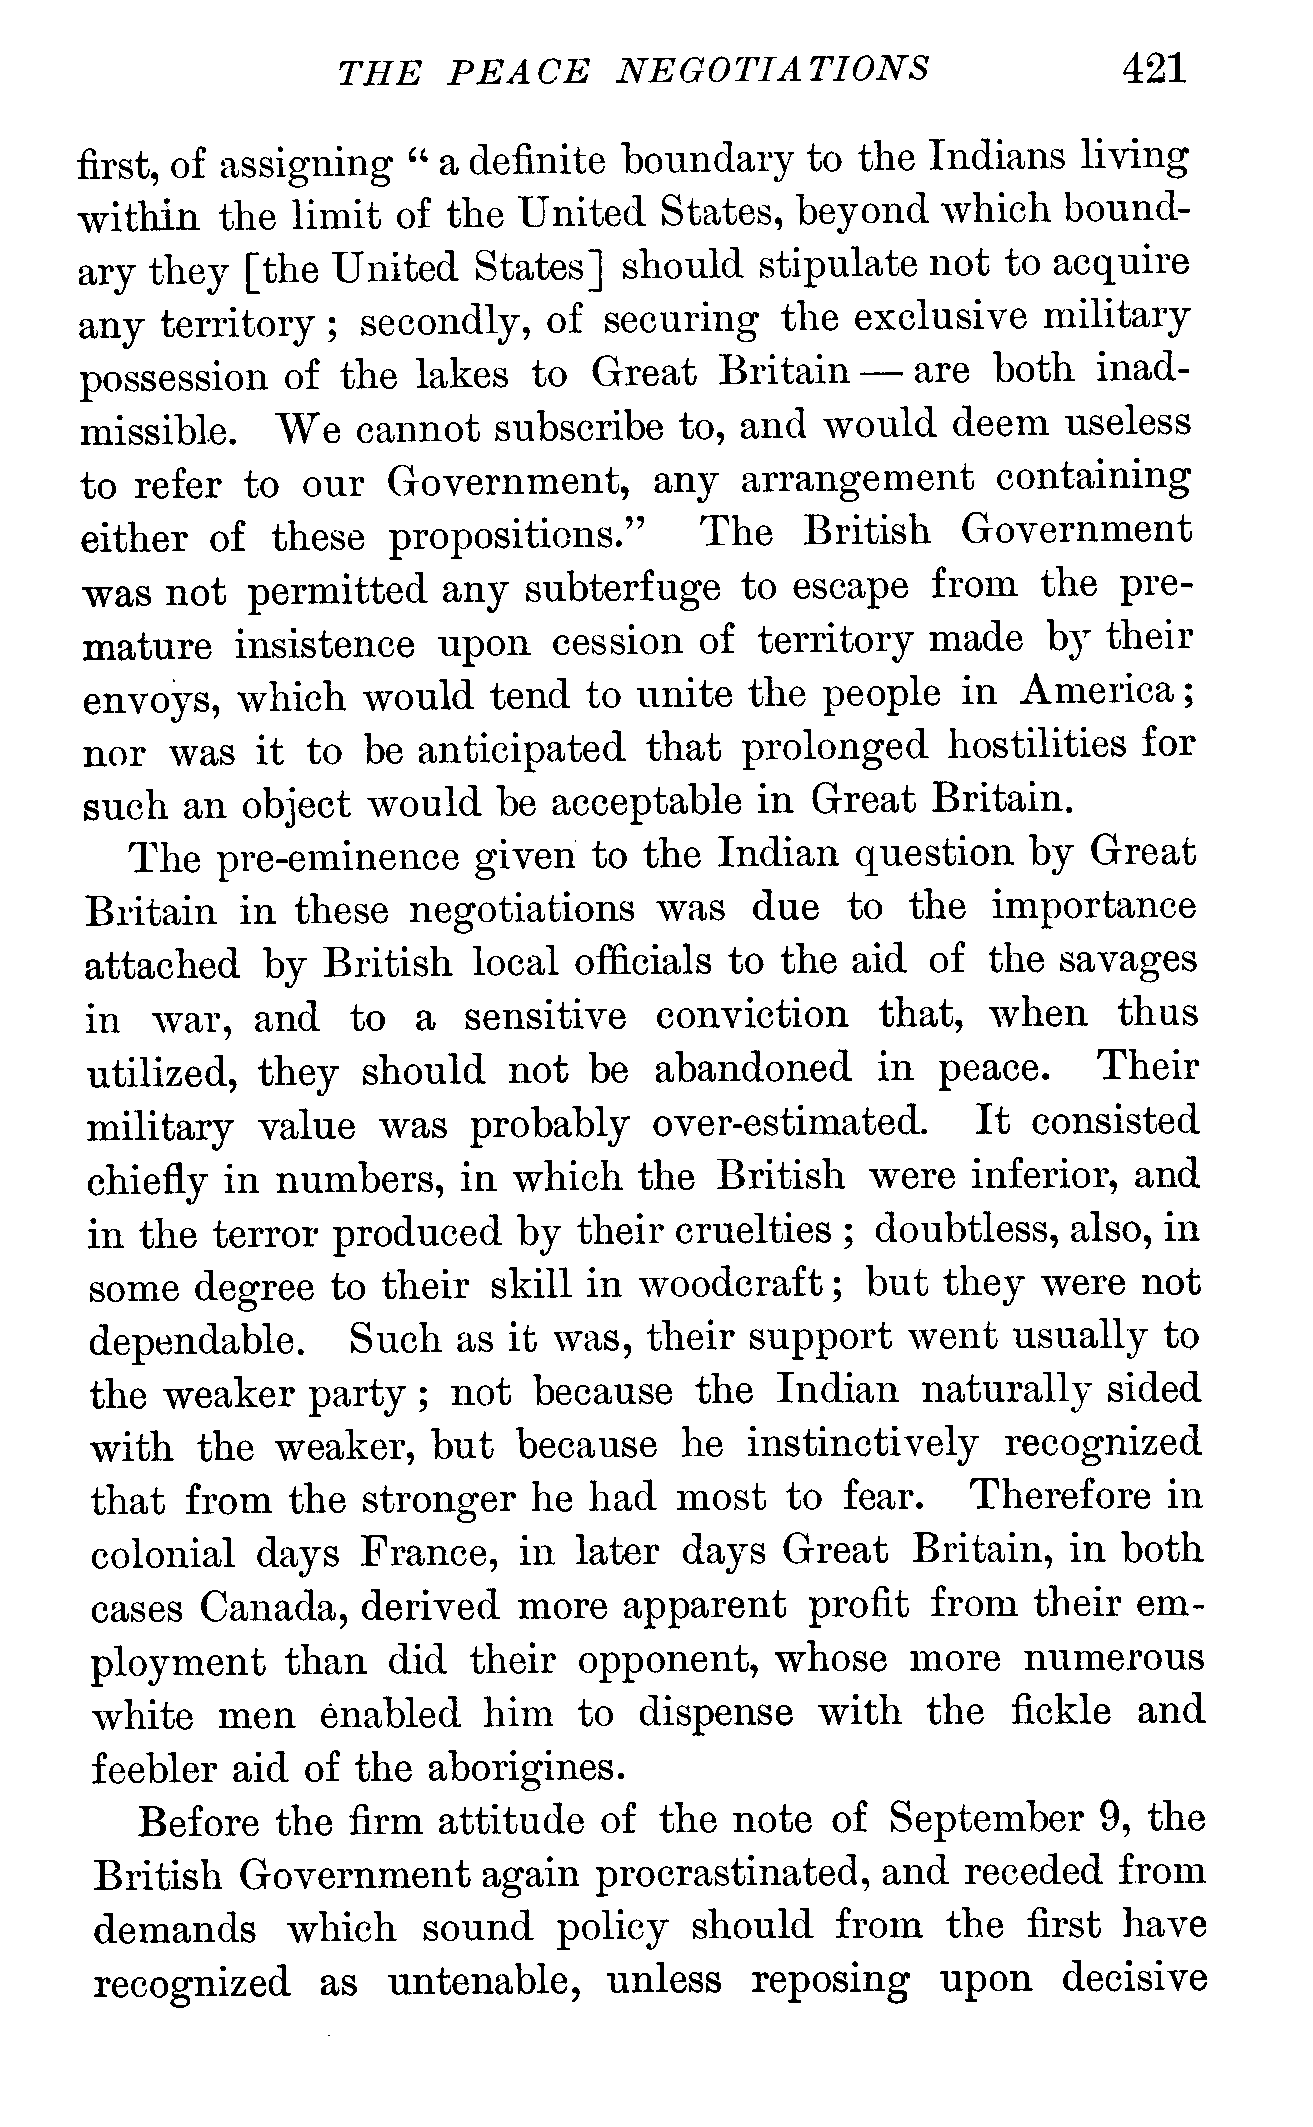 THE PEACE NEGOTIATIONS 421
first, of assigning “ a definite boundary to the Indians living
within the limit of the United States, beyond which bound-
ary they [the United States] should stipulate not to acquire
any territory ; secondly, of securing the exclusive military
possession of the lakes to Great Britain — are both inad-
missible. We cannot subscribe to, and would deem useless
to refer to our Government, any arrangement containing
either of these propositions.” The British Government
was not permitted any subterfuge to escape from the pre-
mature insistence upon cession of territory made by their
envoys, which would tend to unite the people in America ;
nor was it to be anticipated that prolonged hostilities for
such an object would be acceptable in Great Britain.
The pre-eminence given to the Indian question by Great
Britain in these negotiations was due to the importance
attached by British local officials to the aid of the savages
in war, and to a sensitive conviction that, when thus
utilized, they should not be abandoned in peace. Their
military value was probably over-estimated. It consisted
chiefly in numbers, in which the British were inferior, and
in the terror produced by their cruelties ; doubtless, also, in
some degree to their skill in woodcraft ; but they were not
dependable. Such as it was, their support went usually to
the weaker party ; not because the Indian naturally sided
with the weaker, but because he instinctively recognized
that from the stronger he had most to fear. Therefore in
colonial days France, in later days Great Britain, in both
cases Canada, derived more apparent profit from their em-
ployment than did their opponent, whose more numerous
white men enabled him to dispense with the fickle and
feebler aid of the aborigines.
Before the firm attitude of the note of September 9, the
British Government again procrastinated, and receded from
demands which sound policy should from the first have
recognized as untenable, unless reposing upon decisive